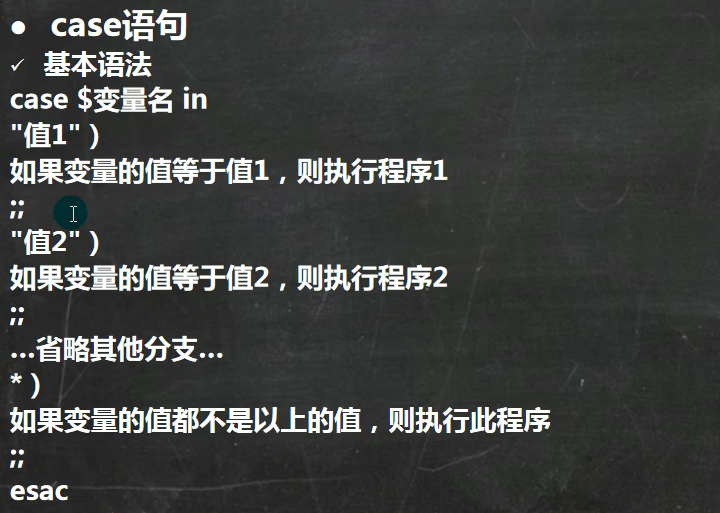 ● case语句
✓ 基本语法
case $变量名 in
"值1"）
如果变量的值等于值1，则执行程序1
;;
"值2"）
如果变量的值等于值2，则执行程序2
;;
…省略其他分支…
*）
如果变量的值都不是以上的值，则执行此程序
;;
esac